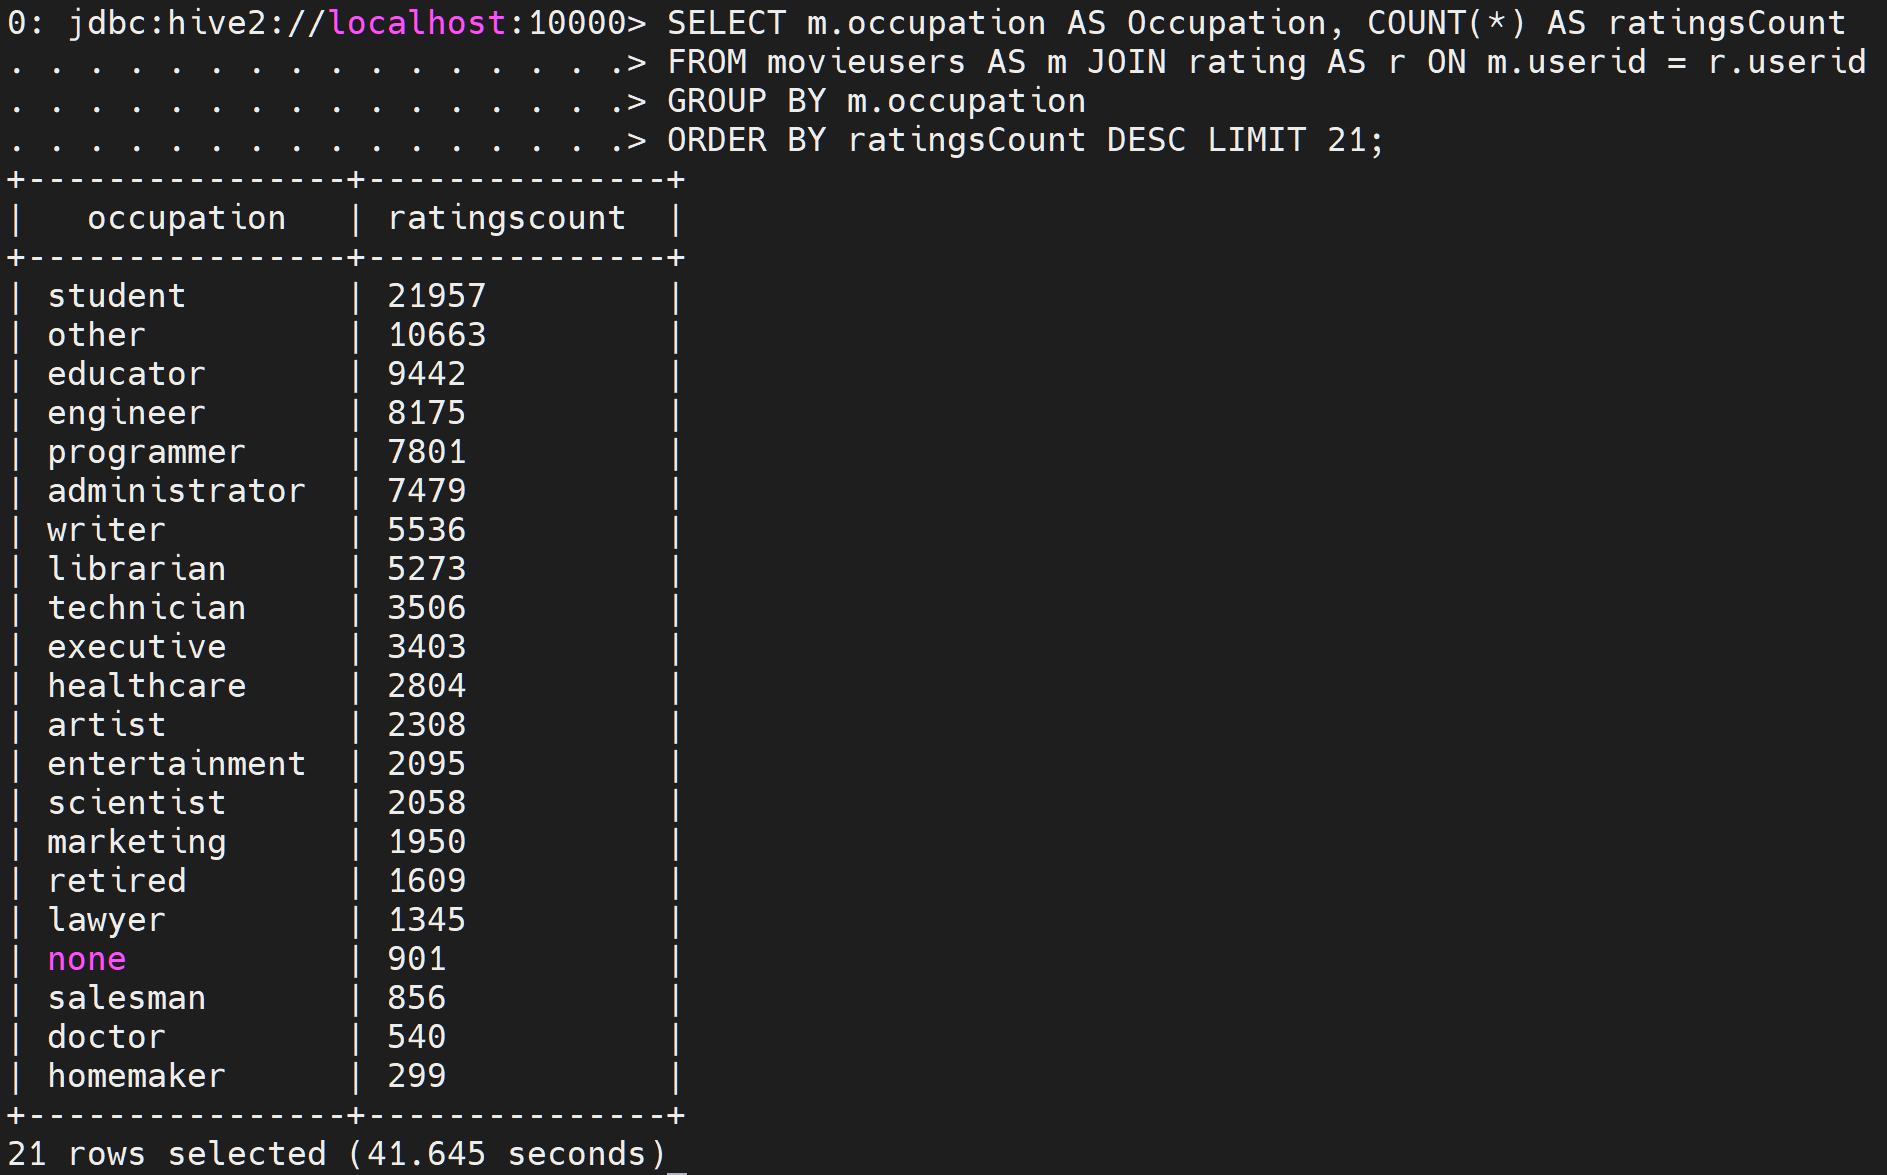 0: jdbc:hive2://localhost:10000> SELECT m.occupation AS Occupation, COUNT(*) AS ratingsCount
. . . . . . . . . . . . . . . .> FROM movieusers AS m JOIN rating AS r ON m.userid = r.userid
. . . . . . . . . . . . . . . .> GROUP BY m.occupation
. . . . . . . . . . . . . . . .> ORDER BY ratingsCount DESC LIMIT 21;
+----------------+---------------+
|   occupation   | ratingscount  |
+----------------+---------------+
| student        | 21957         |
| other          | 10663         |
| educator       | 9442          |
| engineer       | 8175          |
| programmer     | 7801          |
| administrator  | 7479          |
| writer         | 5536          |
| librarian      | 5273          |
| technician     | 3506          |
| executive      | 3403          |
| healthcare     | 2804          |
| artist         | 2308          |
| entertainment  | 2095          |
| scientist      | 2058          |
| marketing      | 1950          |
| retired        | 1609          |
| lawyer         | 1345          |
| none           | 901           |
| salesman       | 856           |
| doctor         | 540           |
| homemaker      | 299           |
+----------------+---------------+
21 rows selected (41.645 seconds)_